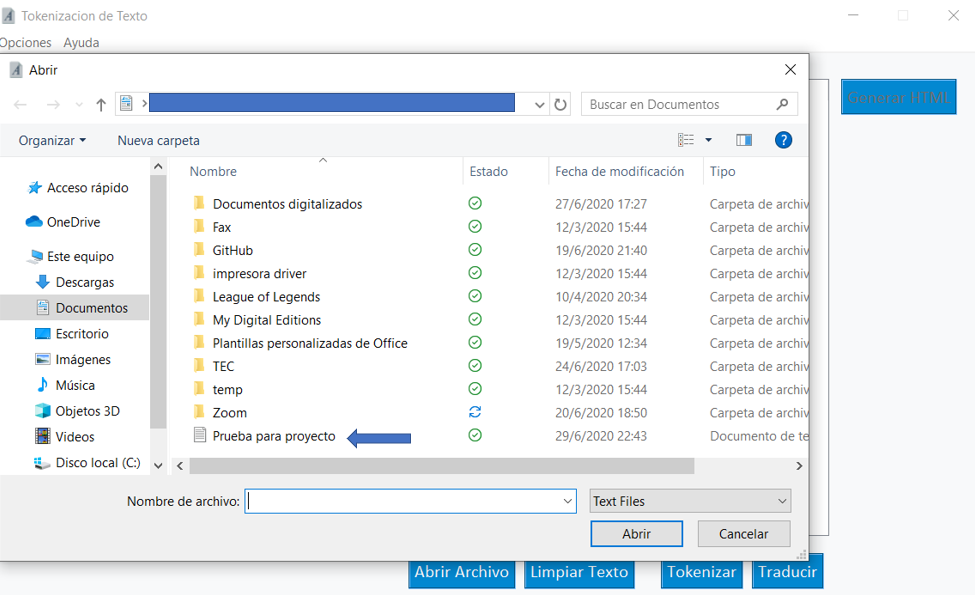 Tokenizacion de Texto
Opciones Ayuda
Abrir
Buscar en Documentos
Organizar Nueva carpeta
Nombre Estado Fecha de modificación Tipo
Acceso rápido
OneDrive
Este equipo
Descargas
Documentos
Escritorio
Imágenes
Música
Objetos 3D
Videos
Disco local (C:)
Documentos digitalizados 27/6/2020 17:27 Carpeta de archiv
Fax 12/3/2020 15:44 Carpeta de archiv
GitHub 19/6/2020 21:40 Carpeta de archiv
impresora driver 12/3/2020 15:44 Carpeta de archiv
League of Legends 10/4/2020 20:34 Carpeta de archiv
My Digital Editions 12/3/2020 15:44 Carpeta de archiv
Plantillas personalizadas de Office 19/5/2020 12:34 Carpeta de archiv
TEC 24/6/2020 17:03 Carpeta de archiv
temp 12/3/2020 15:44 Carpeta de archiv
Zoom 20/6/2020 18:50 Carpeta de archiv
Prueba para proyecto 29/6/2020 22:43 Documento de te
Nombre de archivo: Text Files
Abrir Cancelar
Generar HTML
Abrir Archivo Limpiar Texto Tokenizar Traducir